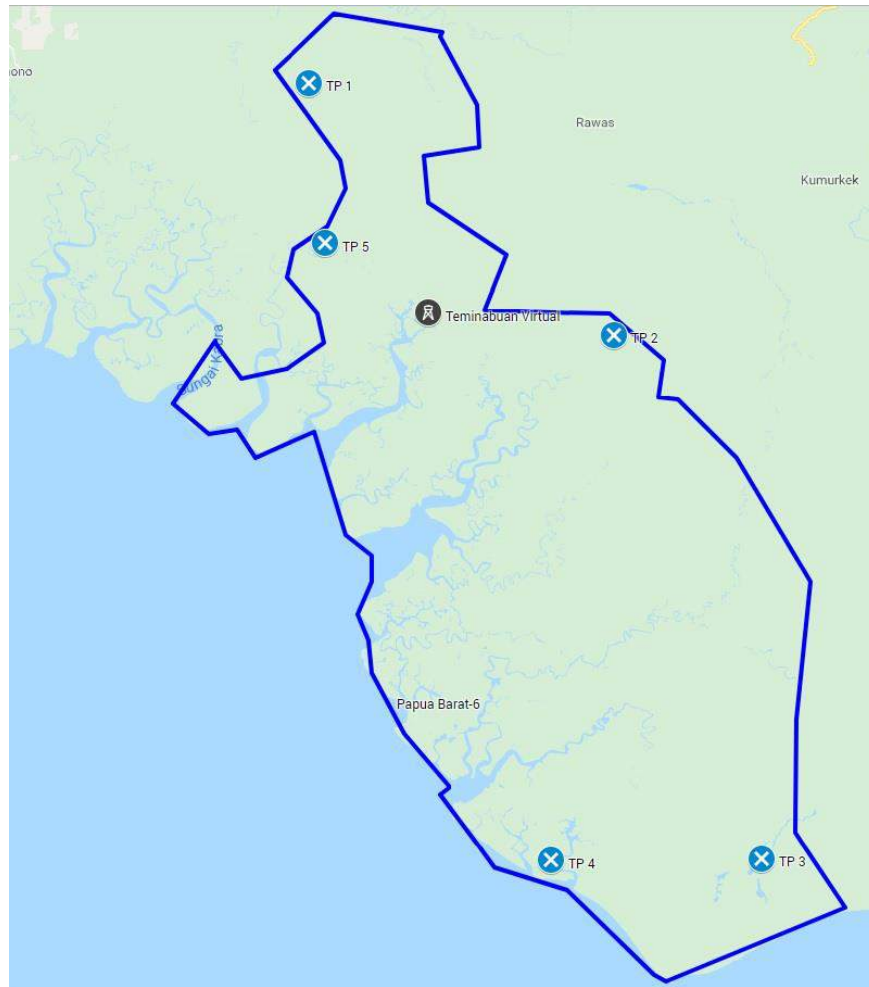 ono
TP 1
Rawas
Kumurkek
TP 5
Teminabuan Virtual
TP 2
Sungai Kaibra
Papua Barat-6
TP 4
TP 3